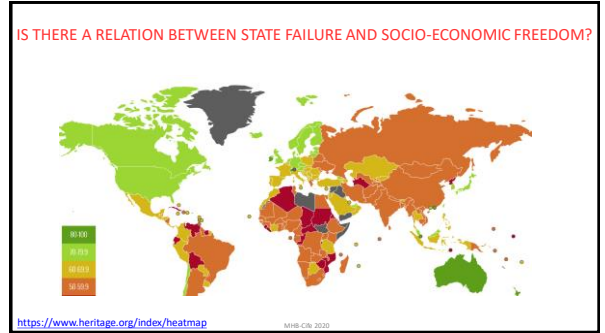 IS THERE A RELATION BETWEEN STATE FAILURE AND SOCIO-ECONOMIC FREEDOM?
80-100
70-79.9
60-69.9
50-59.9
https://www.heritage.org/index/heatmap
MHB-CiBi 2020